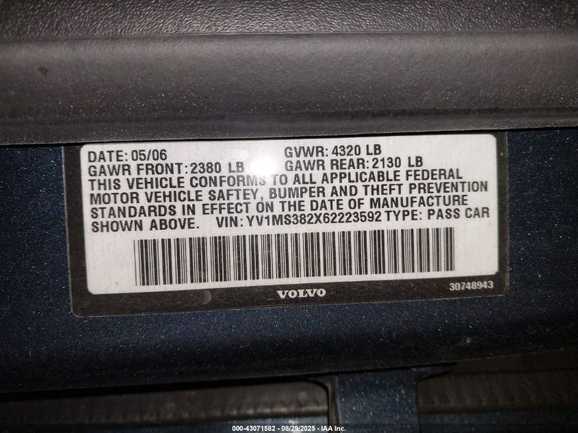 DATE: 05/06 GVWR: 4320 LB
GAWR FRONT: 2380 LB GAWR REAR: 2130 LB
THIS VEHICLE CONFORMS TO ALL APPLICABLE FEDERAL
MOTOR VEHICLE SAFTEY, BUMPER AND THEFT PREVENTION
STANDARDS IN EFFECT ON THE DATE OF MANUFACTURE
SHOWN ABOVE. VIN: YV1MS382X62223592 TYPE: PASS CAR
VOLVO
30748943
000-43071582 - 08/29/2025 - IAA Inc.